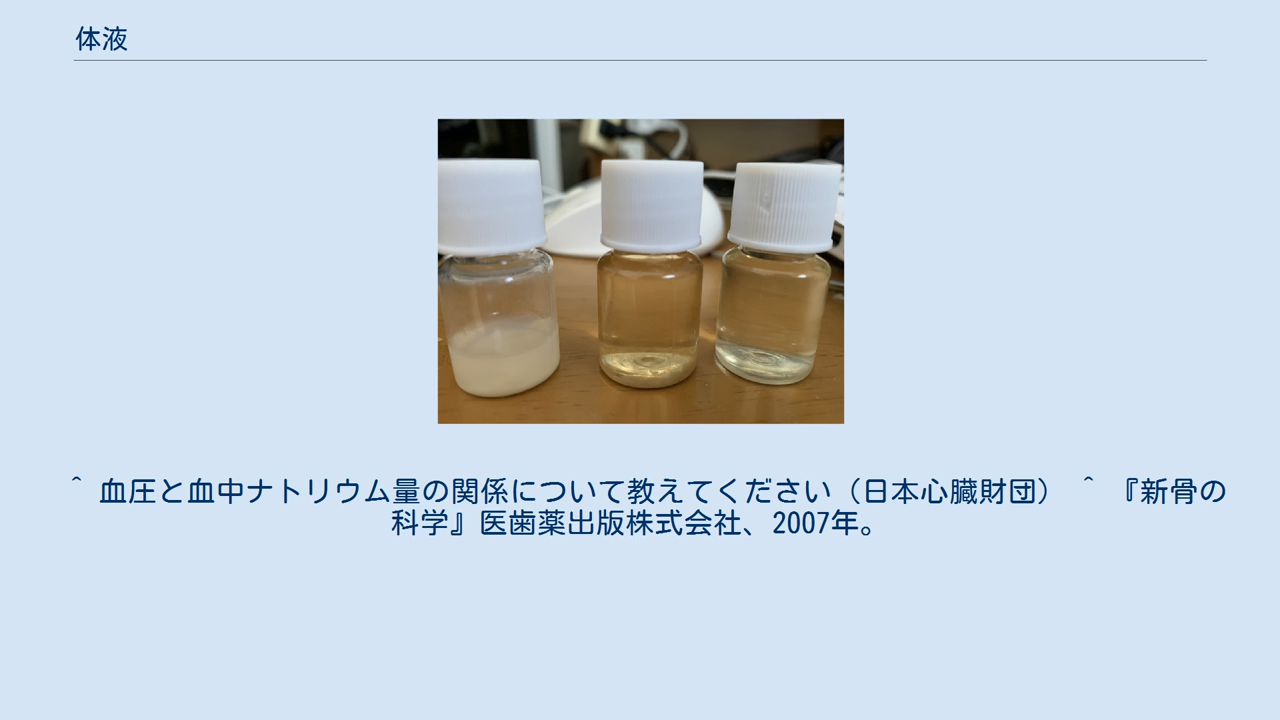 体液
^ 血圧と血中ナトリウム量の関係について教えてください（日本心臓財団） ^ 『新骨の
科学』医歯薬出版株式会社、2007年。